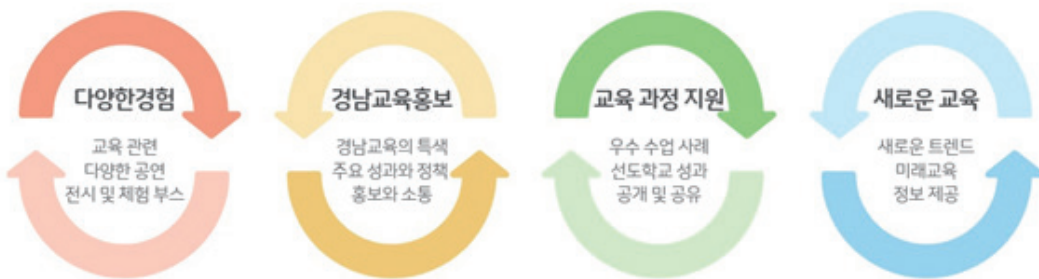 다양한경험
교육 관련
다양한 공연
전시 및 체험 부스
경남교육홍보
경남교육의 특색
주요 성과와 정책
홍보와 소통
교육 과정 지원
우수 수업 사례
선도학교 성과
공개 및 공유
새로운 교육
새로운 트렌드
미래교육
정보 제공